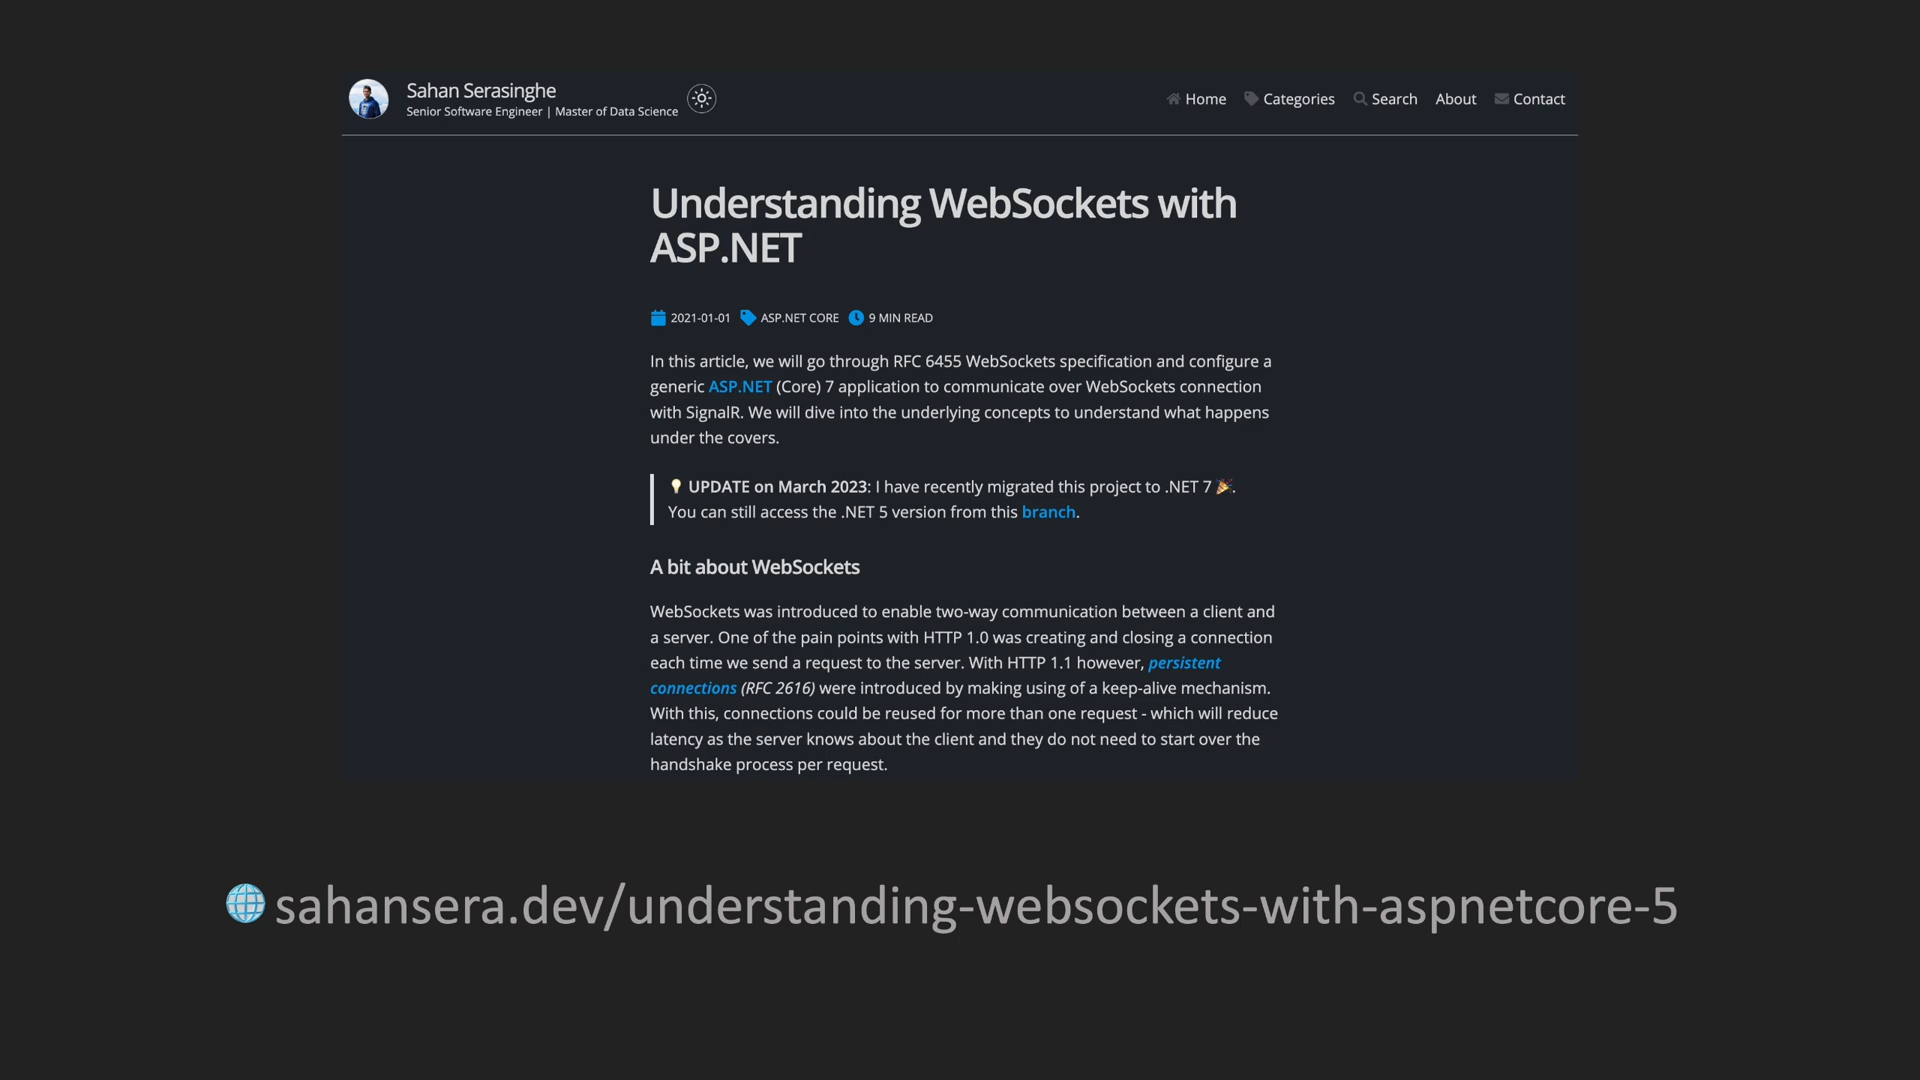 Sahan Serasinghe
Senior Software Engineer | Master of Data Science
Home Categories Search About Contact
Understanding WebSockets with
ASP.NET
2021-01-01 ASP.NET CORE 9 MIN READ
In this article, we will go through RFC 6455 WebSockets specification and configure a
generic ASP.NET (Core) 7 application to communicate over WebSockets connection
with SignalR. We will dive into the underlying concepts to understand what happens
under the covers.
💡 UPDATE on March 2023: I have recently migrated this project to .NET 7 🎉.
You can still access the .NET 5 version from this branch.
A bit about WebSockets
WebSockets was introduced to enable two-way communication between a client and
a server. One of the pain points with HTTP 1.0 was creating and closing a connection
each time we send a request to the server. With HTTP 1.1 however, persistent
connections (RFC 2616) were introduced by making using of a keep-alive mechanism.
With this, connections could be reused for more than one request - which will reduce
latency as the server knows about the client and they do not need to start over the
handshake process per request.
🌐 sahansera.dev/understanding-websockets-with-aspnetcore-5